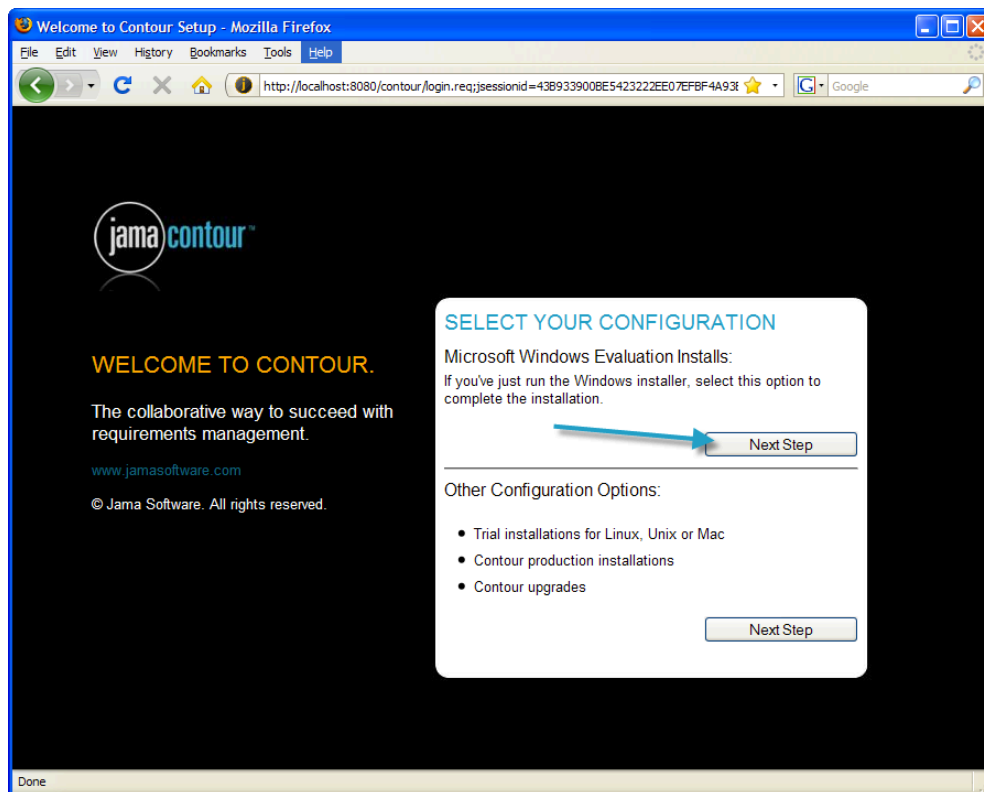 Welcome to Contour Setup - Mozilla Firefox
File Edit View History Bookmarks Tools Help
http://localhost:8080/contour/login.req;jsessionid=43B933900BE5423222EE07EFBF4A93E
G Google
jama contour™
SELECT YOUR CONFIGURATION
Microsoft Windows Evaluation Installs:
If you've just run the Windows installer, select this option to
complete the installation.
Next Step
WELCOME TO CONTOUR.
The collaborative way to succeed with
requirements management.
www.jamasoftware.com
© Jama Software. All rights reserved.
Other Configuration Options:
• Trial installations for Linux, Unix or Mac
• Contour production installations
• Contour upgrades
Next Step
Done